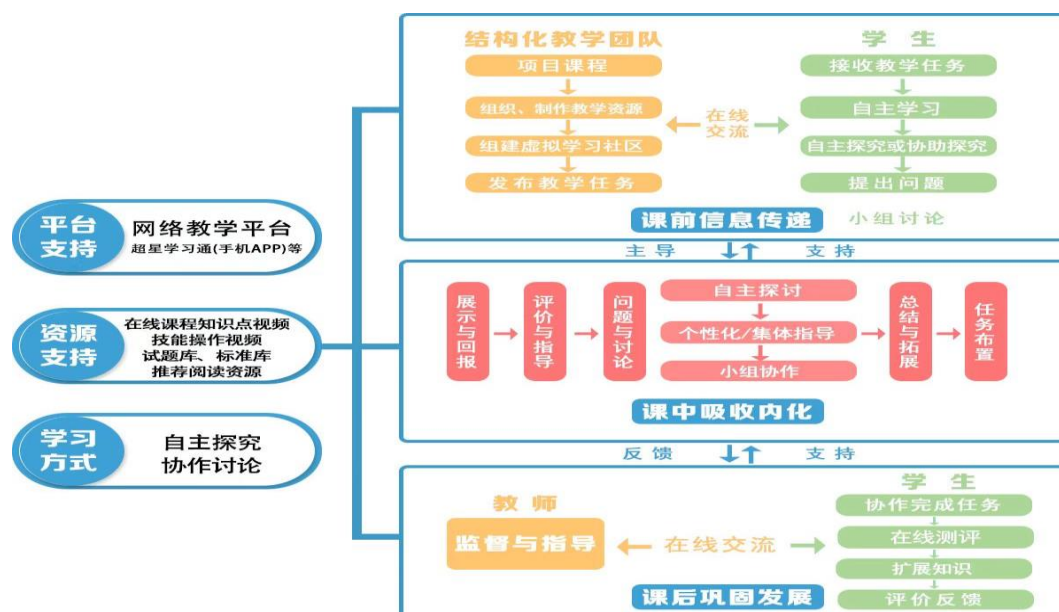 平台
支持
网络教学平台
超星学习通(手机APP)等
资源
支持
在线课程知识点视频
技能操作视频
试题库、标准库
推荐阅读资源
学习
方式
自主探究
协作讨论
结构化教学团队
项目课程
组织、制作教学资源
组建虚拟学习社区
发布教学任务
在线
交流
学生
接收教学任务
自主学习
自主探究或协助探究
提出问题
课前信息传递
小组讨论
主导
支持
展示与回报
评价与指导
问题与讨论
自主探讨
个性化/集体指导
小组协作
总结与拓展
任务布置
课中吸收内化
反馈
支持
教师
监督与指导
在线交流
学生
协作完成任务
在线测评
扩展知识
评价反馈
课后巩固发展